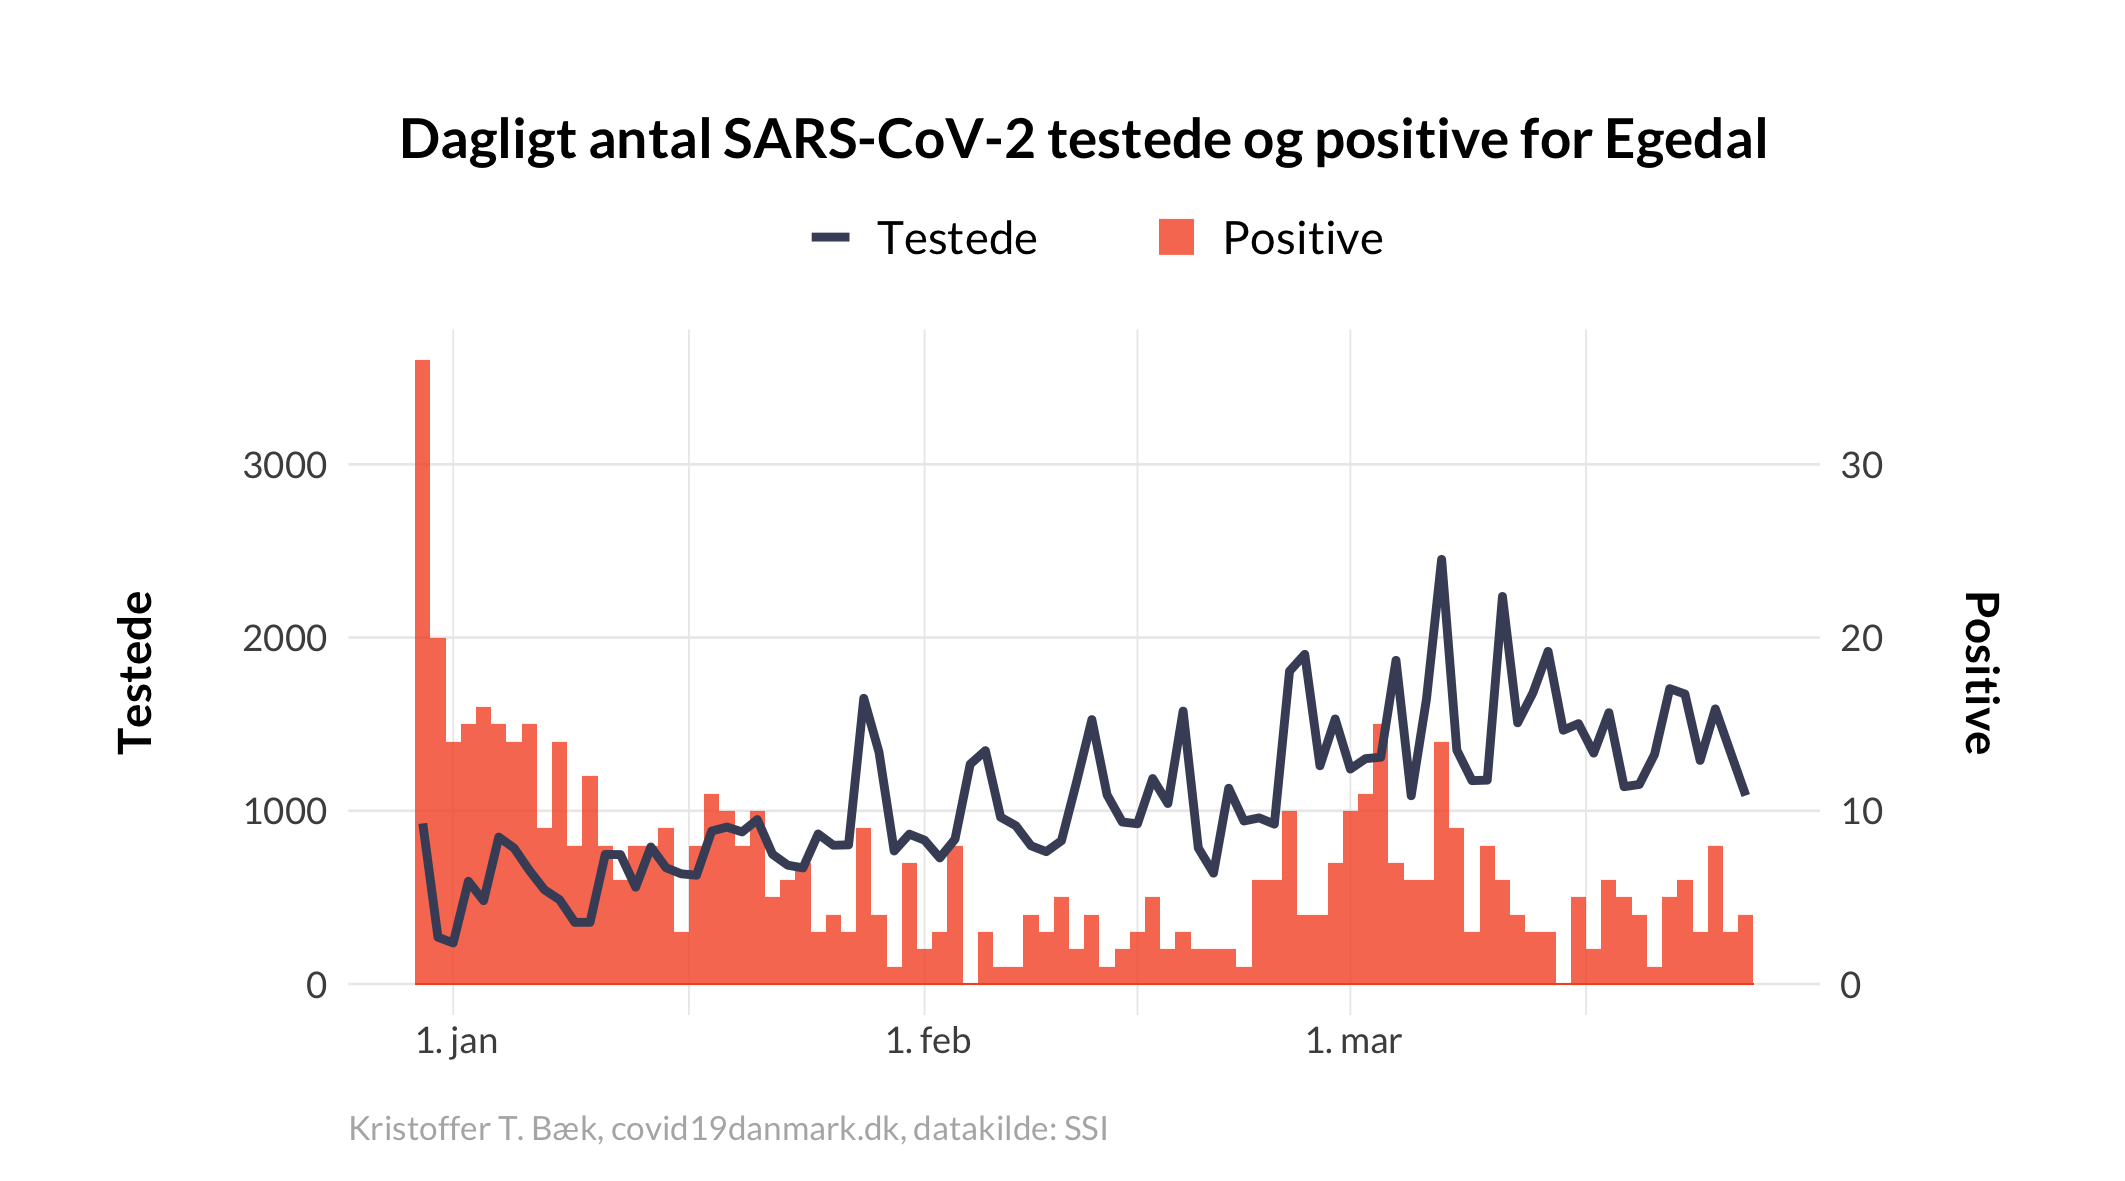 Dagligt antal SARS-CoV-2 testede og positive for Egedal
Testede
Positive
Testede
3000
2000
1000
0
30
20
10
0
Positive
1. jan
1. feb
1. mar
Kristoffer T. Bæk, covid19danmark.dk, datakilde: SSI